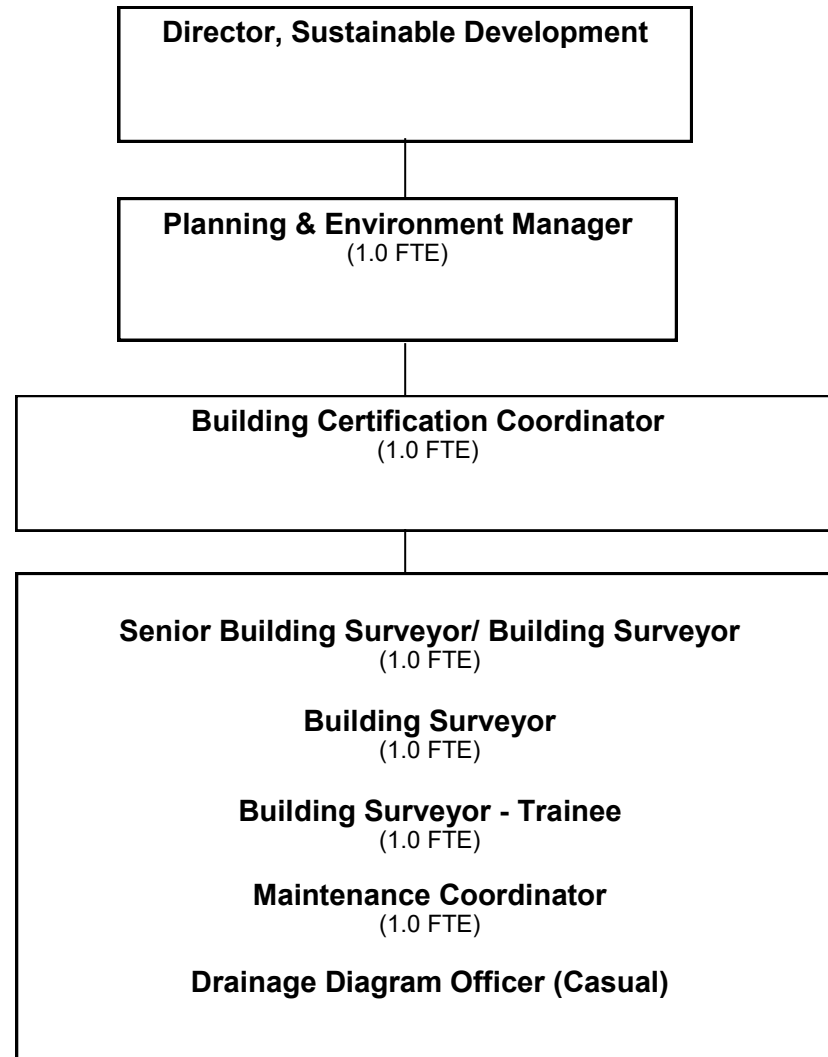 Director, Sustainable Development
Planning & Environment Manager
(1.0 FTE)
Building Certification Coordinator
(1.0 FTE)
Senior Building Surveyor/ Building Surveyor
(1.0 FTE)
Building Surveyor
(1.0 FTE)
Building Surveyor - Trainee
(1.0 FTE)
Maintenance Coordinator
(1.0 FTE)
Drainage Diagram Officer (Casual)